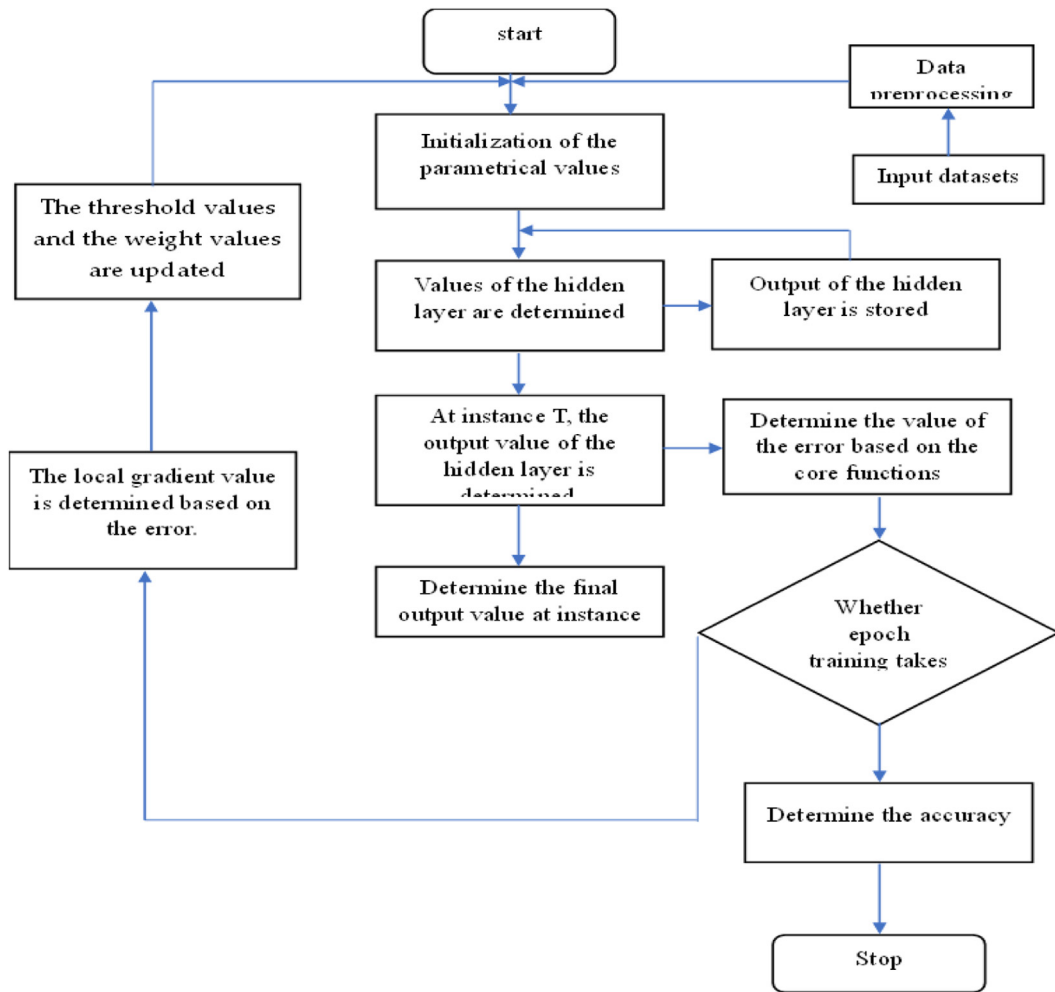 start
Data
preprocessing
Initialization of the
parametrical values
Input datasets
The threshold values
and the weight values
are updated
Values of the hidden
layer are determined
Output of the hidden
layer is stored
At instance T, the
output value of the
hidden layer is
determined
Determine the value of
the error based on the
core functions
The local gradient value
is determined based on
the error.
Determine the final
output value at instance
Whether
epoch
training takes
Determine the accuracy
Stop